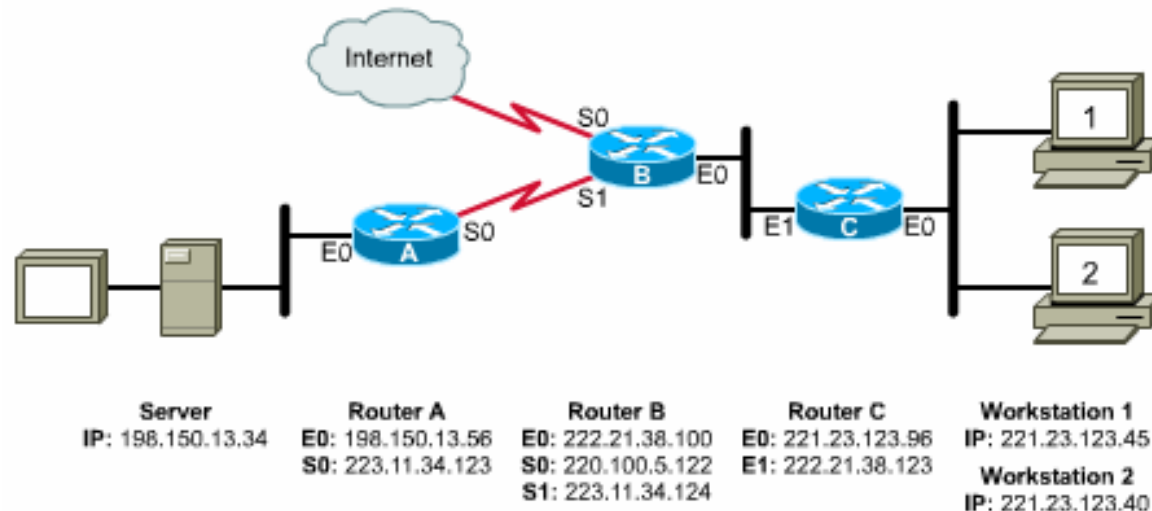 Internet
S0
B
E0
S1
1
E1
C
E0
E0
A
S0
2
Server
IP: 198.150.13.34
Router A
E0: 198.150.13.56
S0: 223.11.34.123
Router B
E0: 222.21.38.100
S0: 220.100.5.122
S1: 223.11.34.124
Router C
E0: 221.23.123.96
E1: 222.21.38.123
Workstation 1
IP: 221.23.123.45
Workstation 2
IP: 221.23.123.40